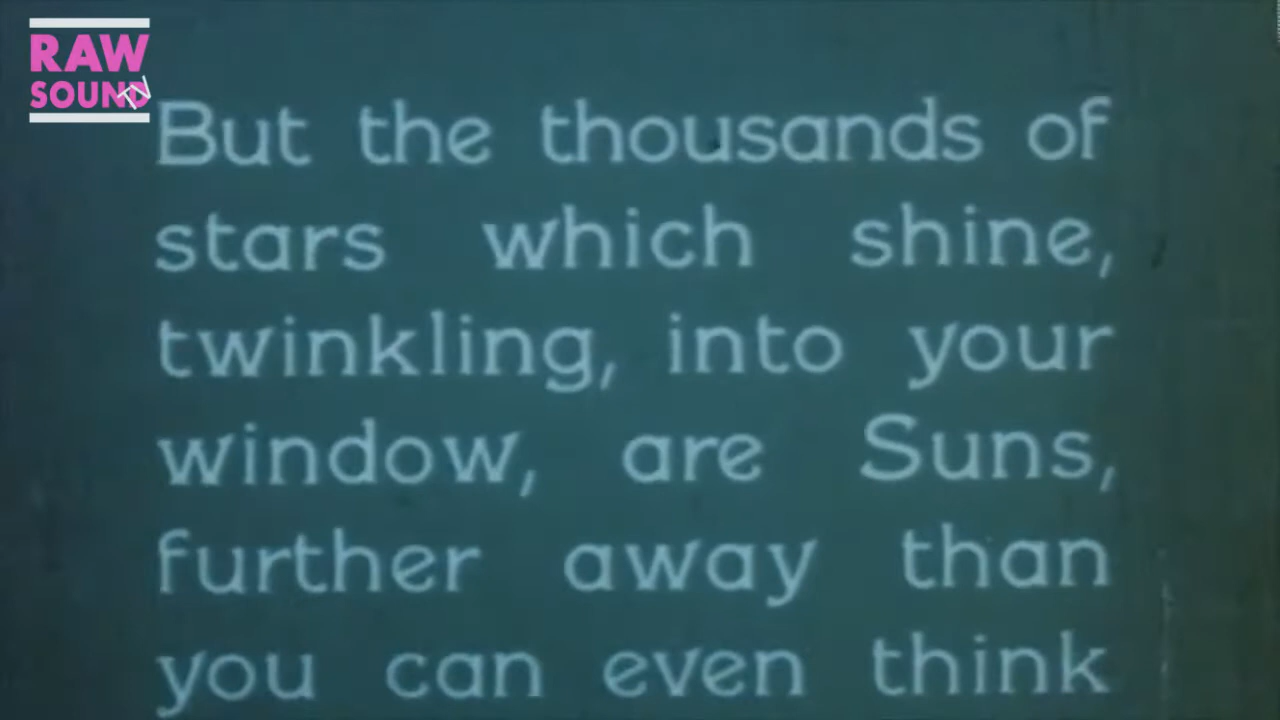 RAW
SOUND
TV
But the thousands of
stars which shine,
twinkling, into your
window, are Suns,
further away than
you can even think